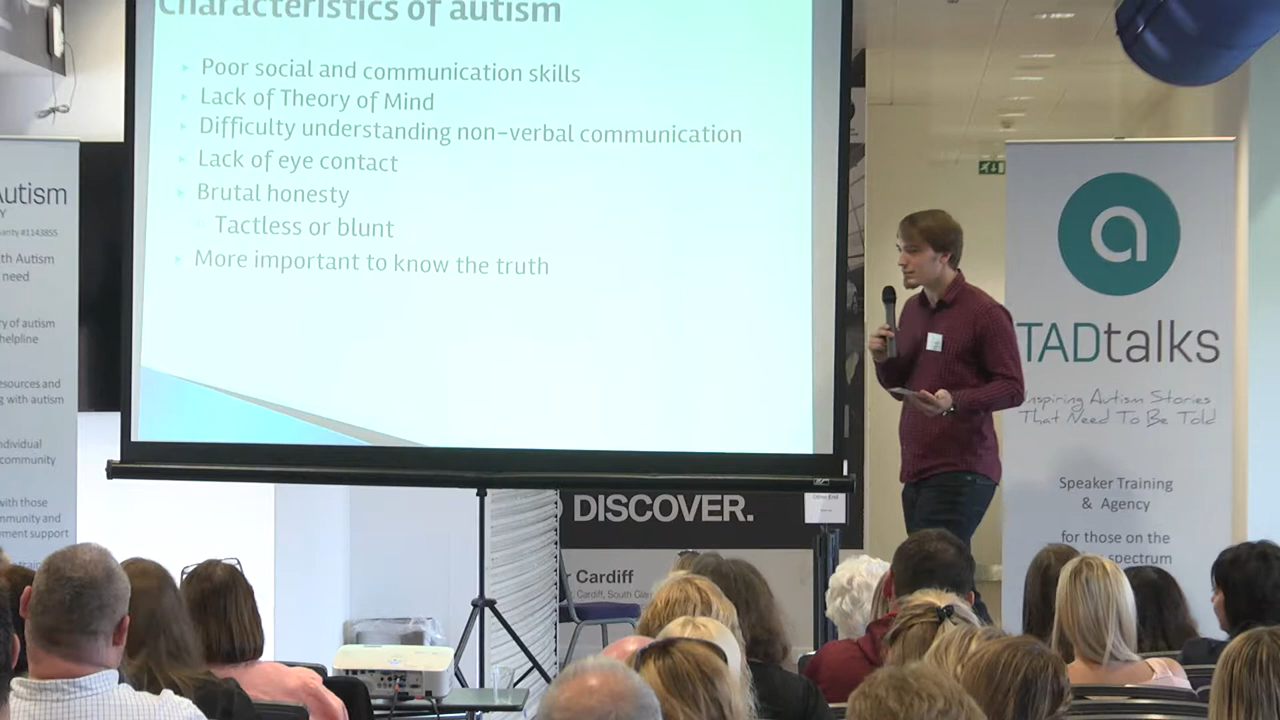 Characteristics of autism
Poor social and communication skills
Lack of Theory of Mind
Difficulty understanding non-verbal communication
Lack of eye contact
Brutal honesty
Tactless or blunt
More important to know the truth
Autism
#1143855
th Autism
need
ry of autism
helpline
esources and
g with autism
dividual
community
with those
mmunity and
ment support
DISCOVER.
r Cardiff
Cardiff, South
a
TADtalks
Inspiring Autism Stories
That Need To Be Told
Speaker Training
& Agency
for those on the
spectrum